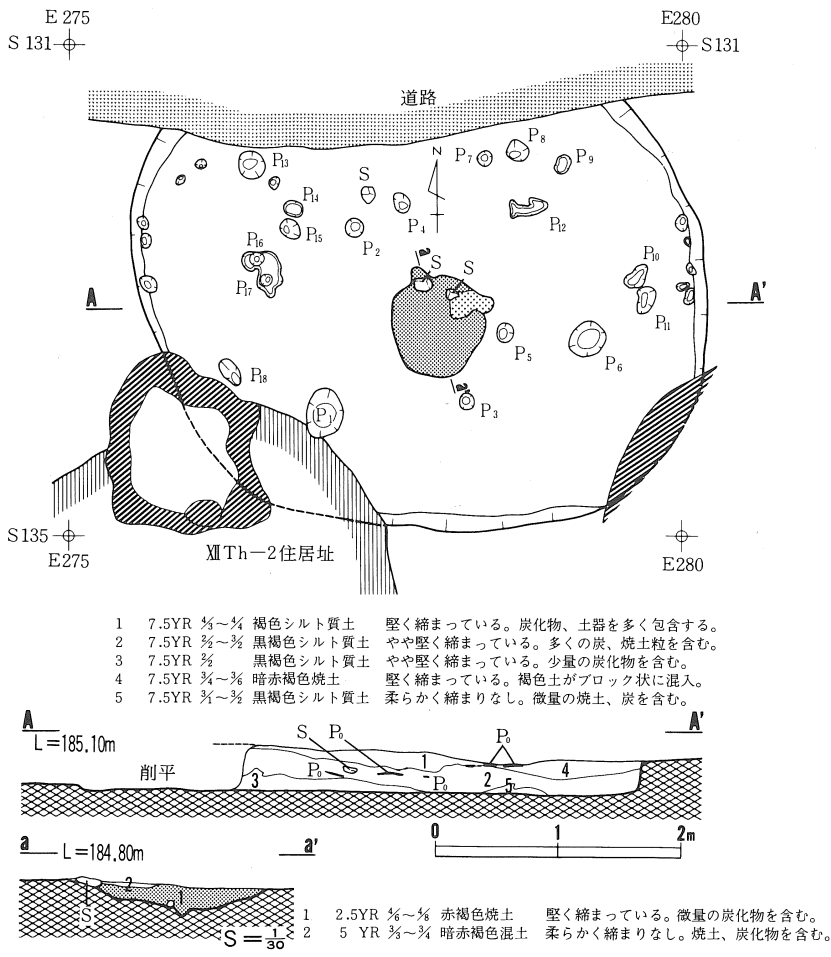 E275 E280
S131 S131
道路
N
P13 P7 P8 P9
S
P14 P4 P12
P15 P2
P16 a S S P10
P17
A A'
P11
P5 P6
P18 a'
P1 P3
S135
E275 E280
ⅫTh-2住居址
1 7.5YR 4/3～4/4 褐色シルト質土 堅く締まっている。炭化物、土器を多く包含する。
2 7.5YR 2/2～3/2 黒褐色シルト質土 やや堅く締まっている。多くの炭、焼土粒を含む。
3 7.5YR 2/2 黒褐色シルト質土 やや堅く締まっている。少量の炭化物を含む。
4 7.5YR 3/4～3/6 暗赤褐色焼土 堅く締まっている。褐色土がブロック状に混入。
5 7.5YR 3/1～3/2 黒褐色シルト質土 柔らかく締まりなし。微量の焼土、炭を含む。
A A'
L=185.10m
S Po Po
削平 1
3 Po Po 2 5 4
a L=184.80m a'
0 1 2m
2 1
S
S=1/30
1 2.5YR 4/6～4/8 赤褐色焼土 堅く締まっている。微量の炭化物を含む。
2 5 YR 3/3～3/4 暗赤褐色混土 柔らかく締まりなし。焼土、炭化物を含む。